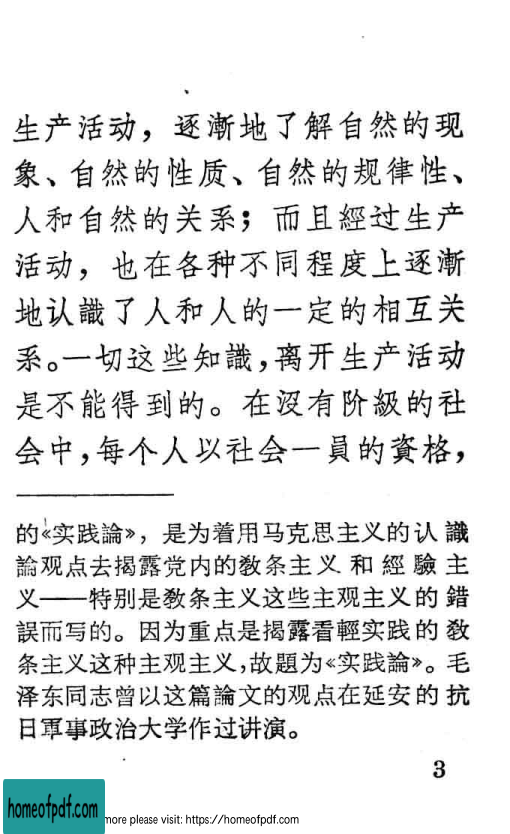 生产活动，逐漸地了解自然的现
象、自然的性质、自然的规律性、
人和自然的关系；而且經过生产
活动，也在各种不同程度上逐漸
地认識了人和人的一定的相互关
系。一切这些知識，离开生产活动
是不能得到的。在沒有阶級的社
会中，每个人以社会一員的資格，
的《实践論》，是为着用马克思主义的认識
論观点去揭露党内的敎条主义和經驗主
义——特别是敎条主义这些主观主义的錯
誤而写的。因为重点是揭露看輕实践的敎
条主义这种主观主义，故題为《实践論》。毛
泽东同志曾以这篇論文的观点在延安的抗
日軍事政治大学作过讲演。
3
homeofpdf.com
more please visit: https://homeofpdf.com